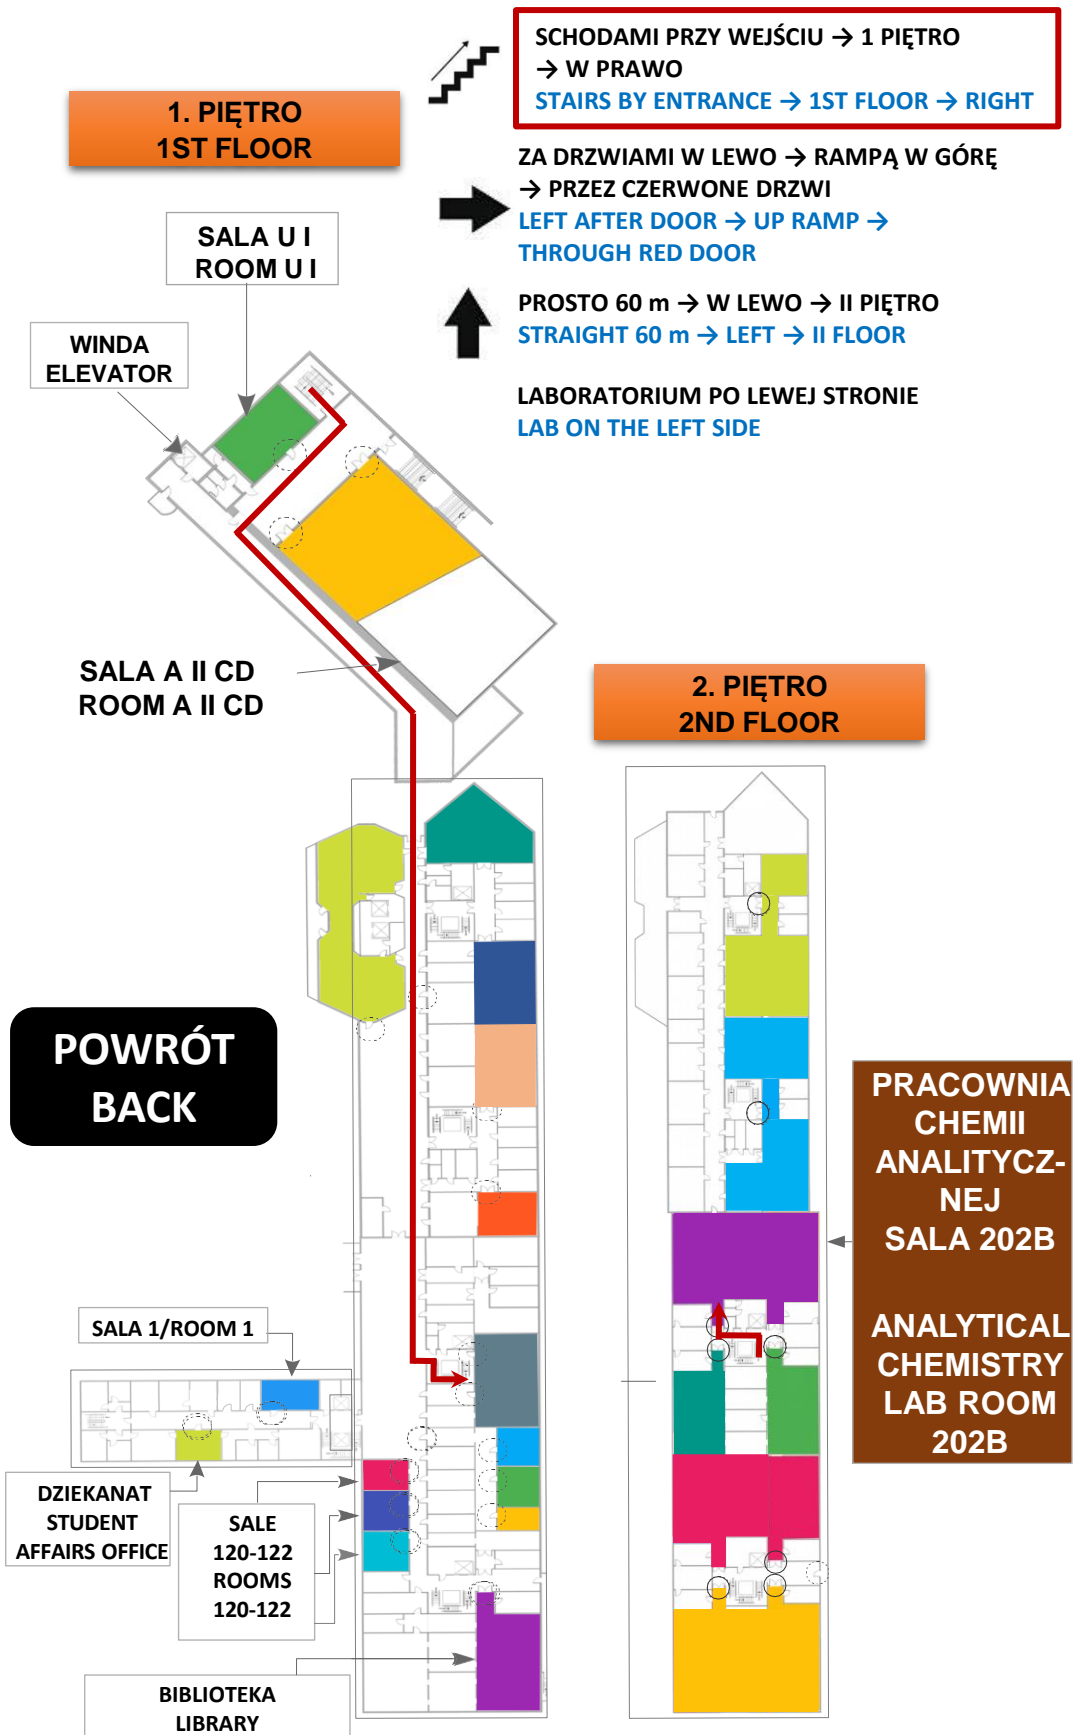 SCHODAMI PRZY WEJŚCIU → 1 PIĘTRO
→ W PRAWO
STAIRS BY ENTRANCE → 1ST FLOOR → RIGHT
1. PIĘTRO
1ST FLOOR
ZA DRZWIAMI W LEWO → RAMPĄ W GÓRĘ
→ PRZEZ CZERWONE DRZWI
LEFT AFTER DOOR → UP RAMP →
THROUGH RED DOOR
SALA U I
ROOM U I
PROSTO 60 m → W LEWO → II PIĘTRO
STRAIGHT 60 m → LEFT → II FLOOR
WINDA
ELEVATOR
LABORATORIUM PO LEWEJ STRONIE
LAB ON THE LEFT SIDE
SALA A II CD
ROOM A II CD
2. PIĘTRO
2ND FLOOR
POWRÓT
BACK
PRACOWNIA
CHEMII
ANALITYCZ-
NEJ
SALA 202B
ANALYTICAL
CHEMISTRY
LAB ROOM
202B
SALA 1/ROOM 1
DZIEKANAT
STUDENT
AFFAIRS OFFICE
SALE
120-122
ROOMS
120-122
BIBLIOTEKA
LIBRARY